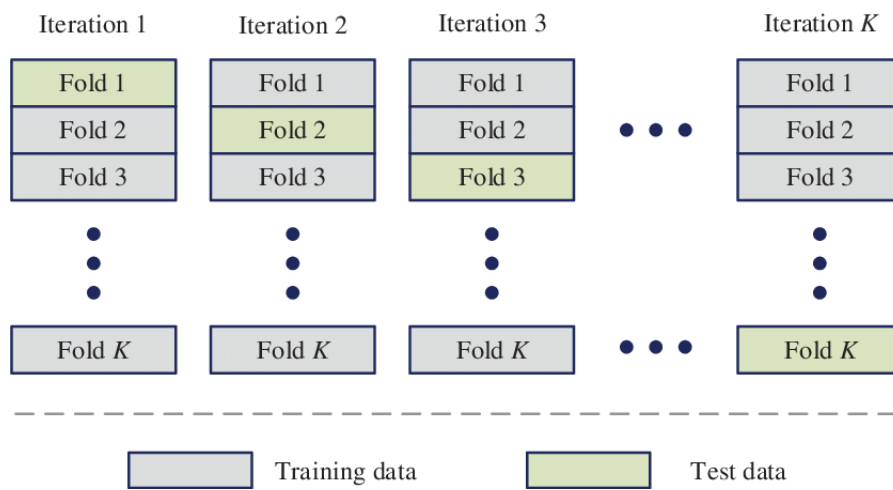 Iteration 1 Iteration 2 Iteration 3 Iteration K
Fold 1 Fold 1 Fold 1 Fold 1
Fold 2 Fold 2 Fold 2 Fold 2
Fold 3 Fold 3 Fold 3 Fold 3
Fold K Fold K Fold K Fold K
Training data Test data